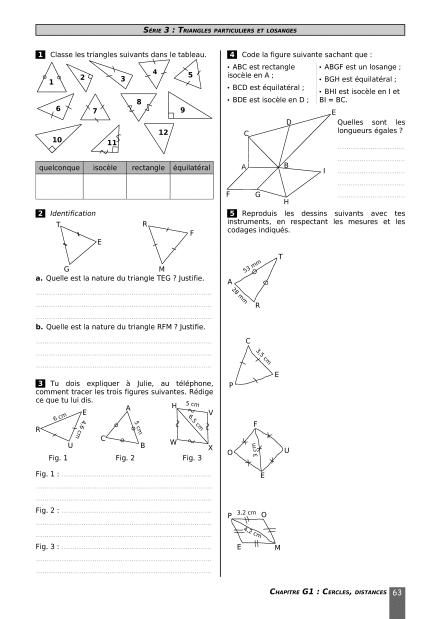 SÉRIE 3 : TRIANGLES PARTICULIERS ET LOSANGES
1 Classe les triangles suivants dans le tableau.
1
2
3
4
5
6
7
8
9
10
11
12
quelconque isocèle rectangle équilatéral
2 Identification
T
E
G
R
F
M
a. Quelle est la nature du triangle TEG ? Justifie.
b. Quelle est la nature du triangle RFM ? Justifie.
3 Tu dois expliquer à Julie, au téléphone,
comment tracer les trois figures suivantes. Rédige
ce que tu lui dis.
R
6 cm
E
4,6 cm
U
A
5 cm
C
B
H
5 cm
V
6,5 cm
W
X
Fig. 1 Fig. 2 Fig. 3
Fig. 1 :
Fig. 2 :
Fig. 3 :
4 Code la figure suivante sachant que :
• ABC est rectangle
isocèle en A ;
• BCD est équilatéral ;
• BDE est isocèle en D ;
• ABGF est un losange ;
• BGH est équilatéral ;
• BHI est isocèle en I et
BI = BC.
E
D
C
A
B
I
F
G
H
Quelles sont les
longueurs égales ?
5 Reproduis les dessins suivants avec tes
instruments, en respectant les mesures et les
codages indiqués.
T
53 mm
A
28 mm
R
C
3,5 cm
E
P
F
O
3 cm
U
E
P
3,2 cm
O
4,2 cm
E
M
CHAPITRE G1 : CERCLES, DISTANCES 63